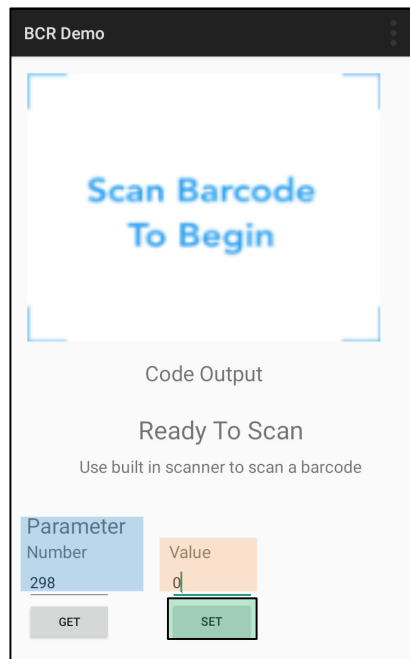 BCR Demo
Scan Barcode
To Begin
Code Output
Ready To Scan
Use built in scanner to scan a barcode
Parameter
Number Value
298 0
GET SET